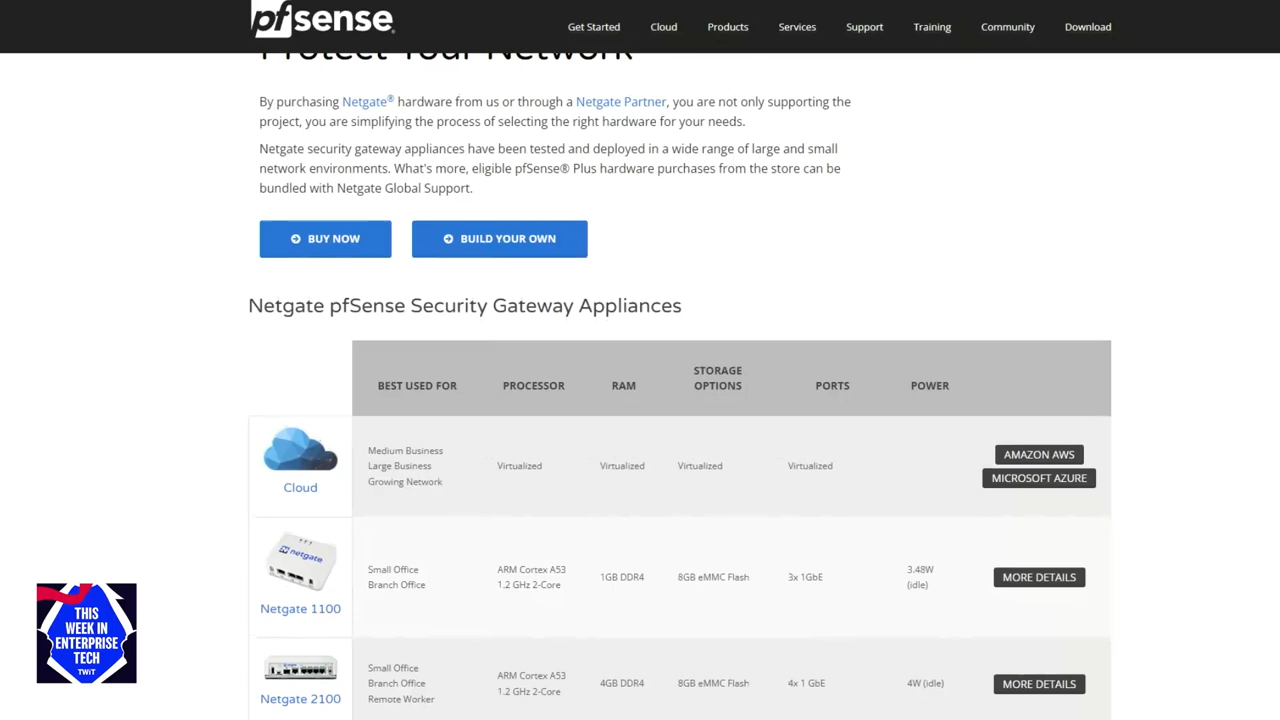 pfsense
Get Started Cloud Products Services Support Training Community Download
Protect Your Network
By purchasing Netgate® hardware from us or through a Netgate Partner, you are not only supporting the
project, you are simplifying the process of selecting the right hardware for your needs.
Netgate security gateway appliances have been tested and deployed in a wide range of large and small
network environments. What's more, eligible pfSense® Plus hardware purchases from the store can be
bundled with Netgate Global Support.
BUY NOW BUILD YOUR OWN
Netgate pfSense Security Gateway Appliances
BEST USED FOR PROCESSOR RAM STORAGE OPTIONS PORTS POWER
Cloud
Medium Business
Large Business
Growing Network
Virtualized Virtualized Virtualized Virtualized
AMAZON AWS
MICROSOFT AZURE
netgate
Netgate 1100
Small Office
Branch Office
ARM Cortex A53
1.2 GHz 2-Core
1GB DDR4
8GB eMMC Flash
3x 1GbE
3.48W
(idle)
MORE DETAILS
Netgate 2100
Small Office
Branch Office
Remote Worker
ARM Cortex A53
1.2 GHz 2-Core
4GB DDR4
8GB eMMC Flash
4x 1 GbE
4W (idle)
MORE DETAILS
THIS
WEEK IN
ENTERPRISE
TECH
TWiT